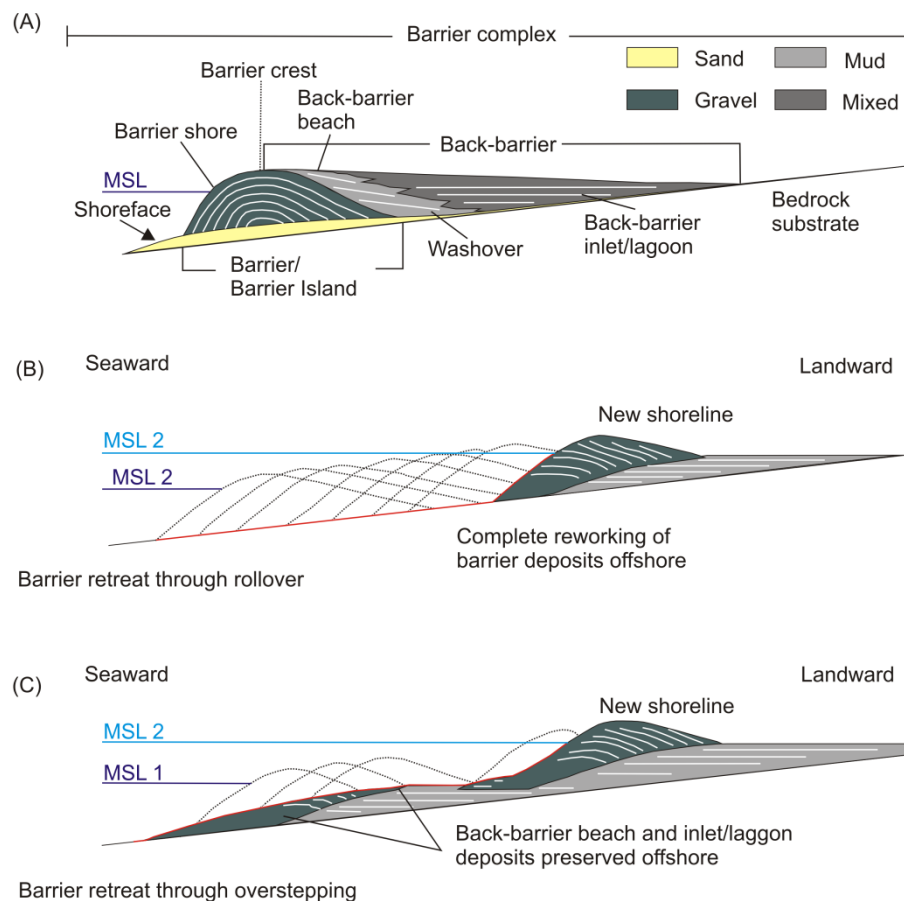 (A)
Barrier complex
Barrier crest
Sand
Mud
Back-barrier
beach
Gravel
Mixed
Barrier shore
Back-barrier
MSL
Shoreface
Bedrock
substrate
Back-barrier
inlet/lagoon
Washover
Barrier/
Barrier Island
(B)
Seaward
Landward
New shoreline
MSL 2
MSL 2
Complete reworking of
barrier deposits offshore
Barrier retreat through rollover
(C)
Seaward
Landward
New shoreline
MSL 2
MSL 1
Back-barrier beach and inlet/laggon
deposits preserved offshore
Barrier retreat through overstepping